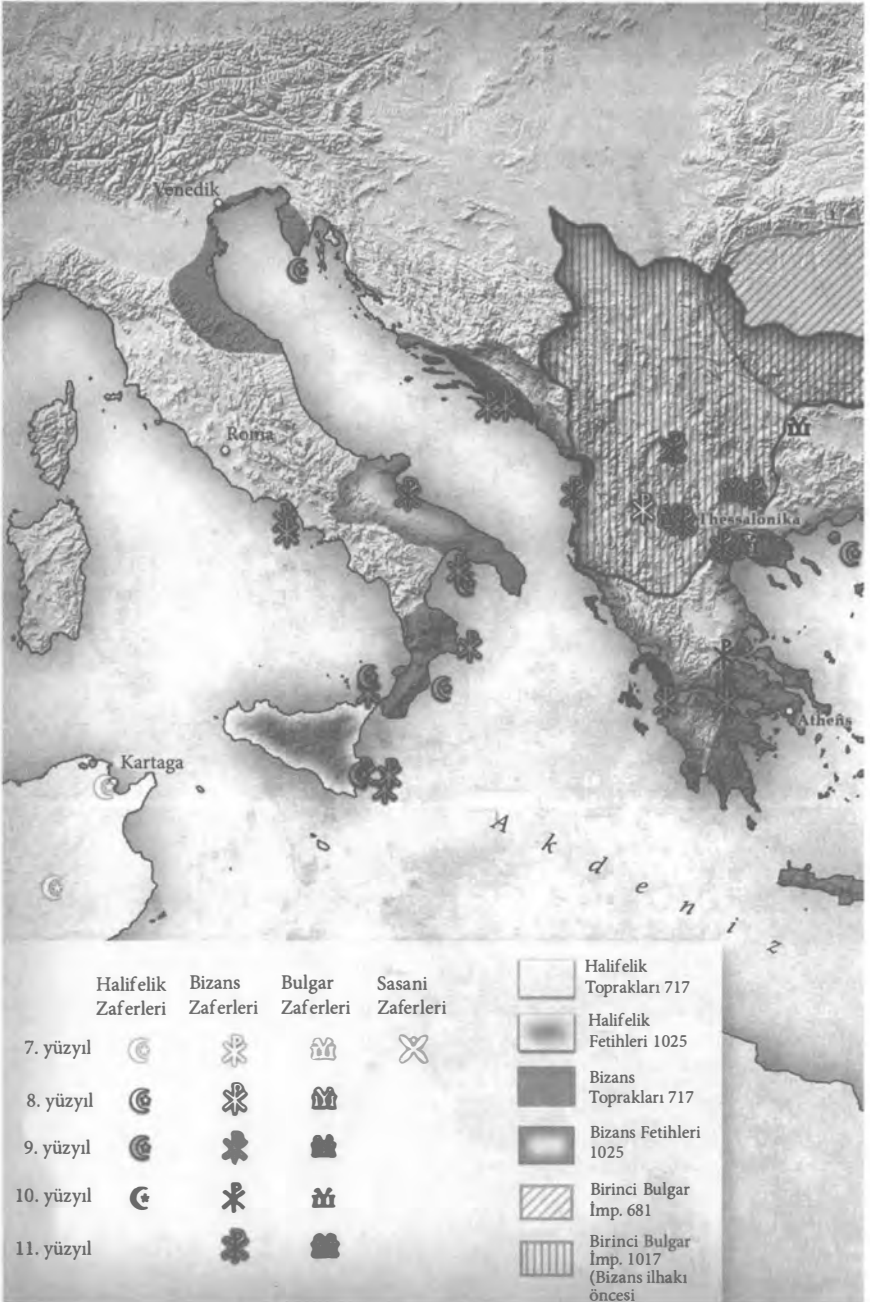 Venedik
Roma
Thessalonika
Athens
Kartaga
Akdeniz
Halifelik Zaferleri
Bizans Zaferleri
Bulgar Zaferleri
Sasani Zaferleri
7. yüzyıl
8. yüzyıl
9. yüzyıl
10. yüzyıl
11. yüzyıl
Halifelik
Toprakları 717
Halifelik
Fetihleri 1025
Bizans
Toprakları 717
Bizans Fetihleri
1025
Birinci Bulgar
İmp. 681
Birinci Bulgar
İmp. 1017
(Bizans ilhakı
öncesi